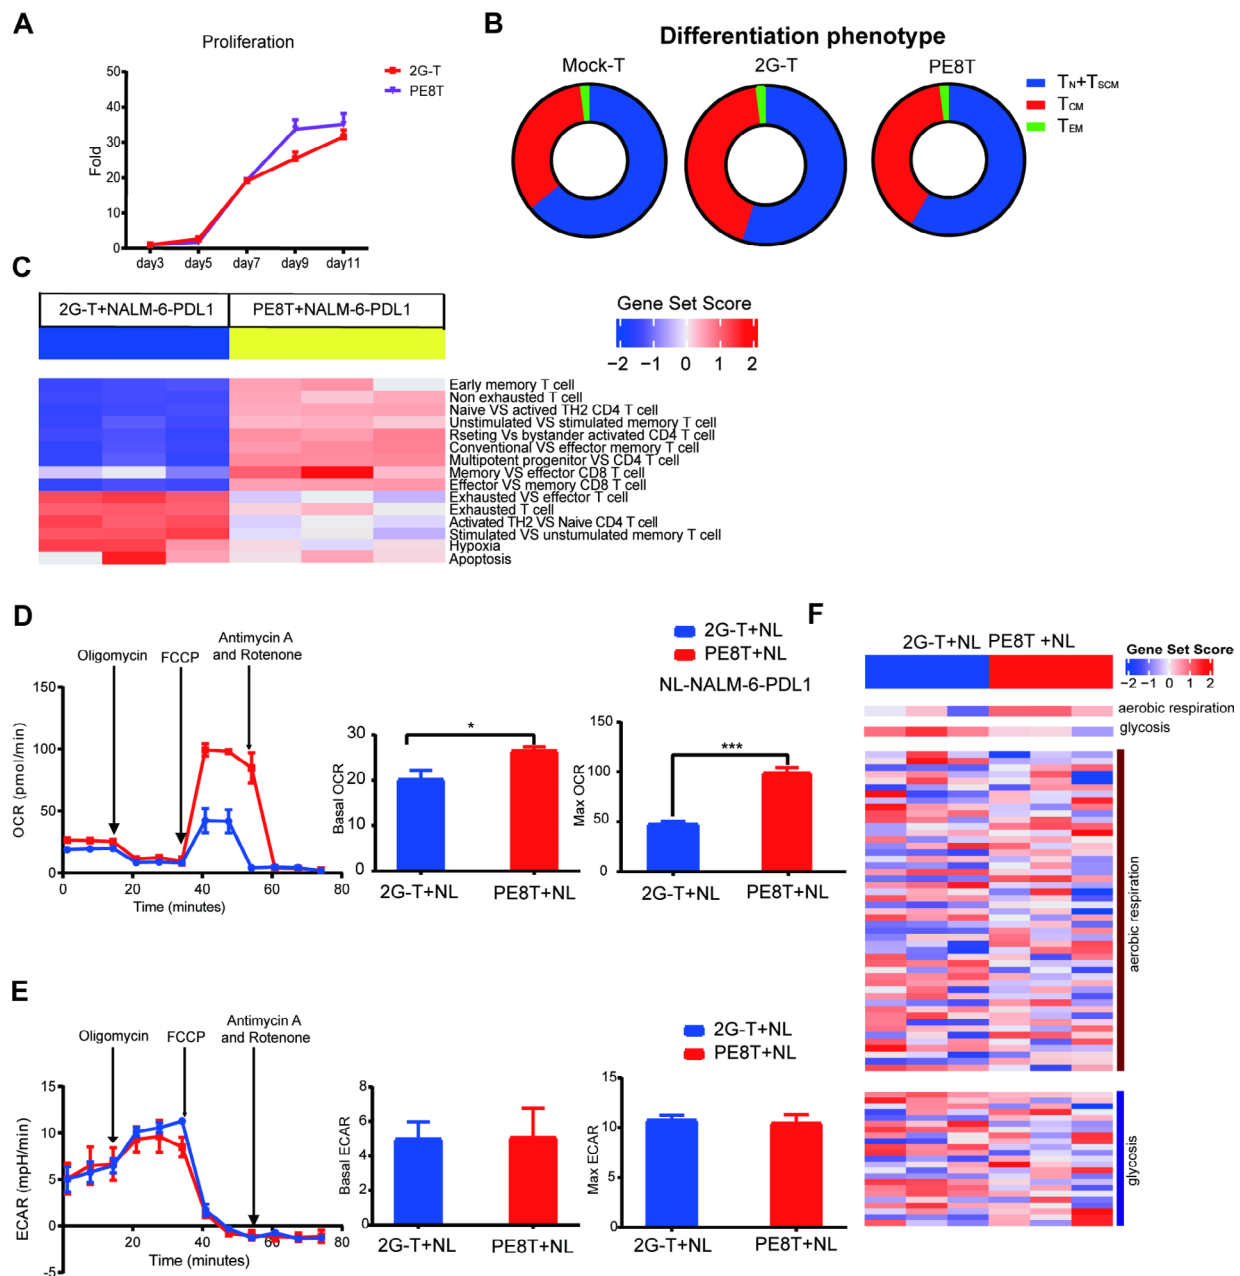 A
Proliferation
50
40
30
20
10
0
Fold
day3 day5 day7 day9 day11
2G-T
PE8T
B
Differentiation phenotype
Mock-T
2G-T
PE8T
TN+TSCM
TCM
TEM
C
2G-T+NALM-6-PDL1
PE8T+NALM-6-PDL1
Gene Set Score
−2 −1 0 1 2
Early memory T cell
Non exhausted T cell
Naive VS actived TH2 CD4 T cell
Unstimulated VS stimulated memory T cell
Rseting Vs bystander activated CD4 T cell
Conventional VS effector memory T cell
Multipotent progenitor VS CD4 T cell
Memory VS effector CD8 T cell
Effector VS memory CD8 T cell
Exhausted VS effector T cell
Exhausted T cell
Activated TH2 VS Naive CD4 T cell
Stimulated VS unstumulated memory T cell
Hypoxia
Apoptosis
D
Oligomycin
FCCP
Antimycin A
and Rotenone
150
100
50
0
OCR (pmol/min)
0 20 40 60 80
Time (minutes)
30
20
10
0
Basal OCR
*
2G-T+NL
PE8T+NL
2G-T+NL
PE8T+NL
NL-NALM-6-PDL1
150
100
50
0
Max OCR
***
2G-T+NL
PE8T+NL
E
Oligomycin
FCCP
Antimycin A
and Rotenone
15
10
5
0
-5
ECAR (mpH/min)
20 40 60 80
Time (minutes)
8
6
4
2
0
Basal ECAR
2G-T+NL
PE8T+NL
2G-T+NL
PE8T+NL
15
10
5
0
Max ECAR
2G-T+NL
PE8T+NL
F
2G-T+NL
PE8T +NL
Gene Set Score
−2 −1 0 1 2
aerobic respiration
glycosis
aerobic respiration
glycosis